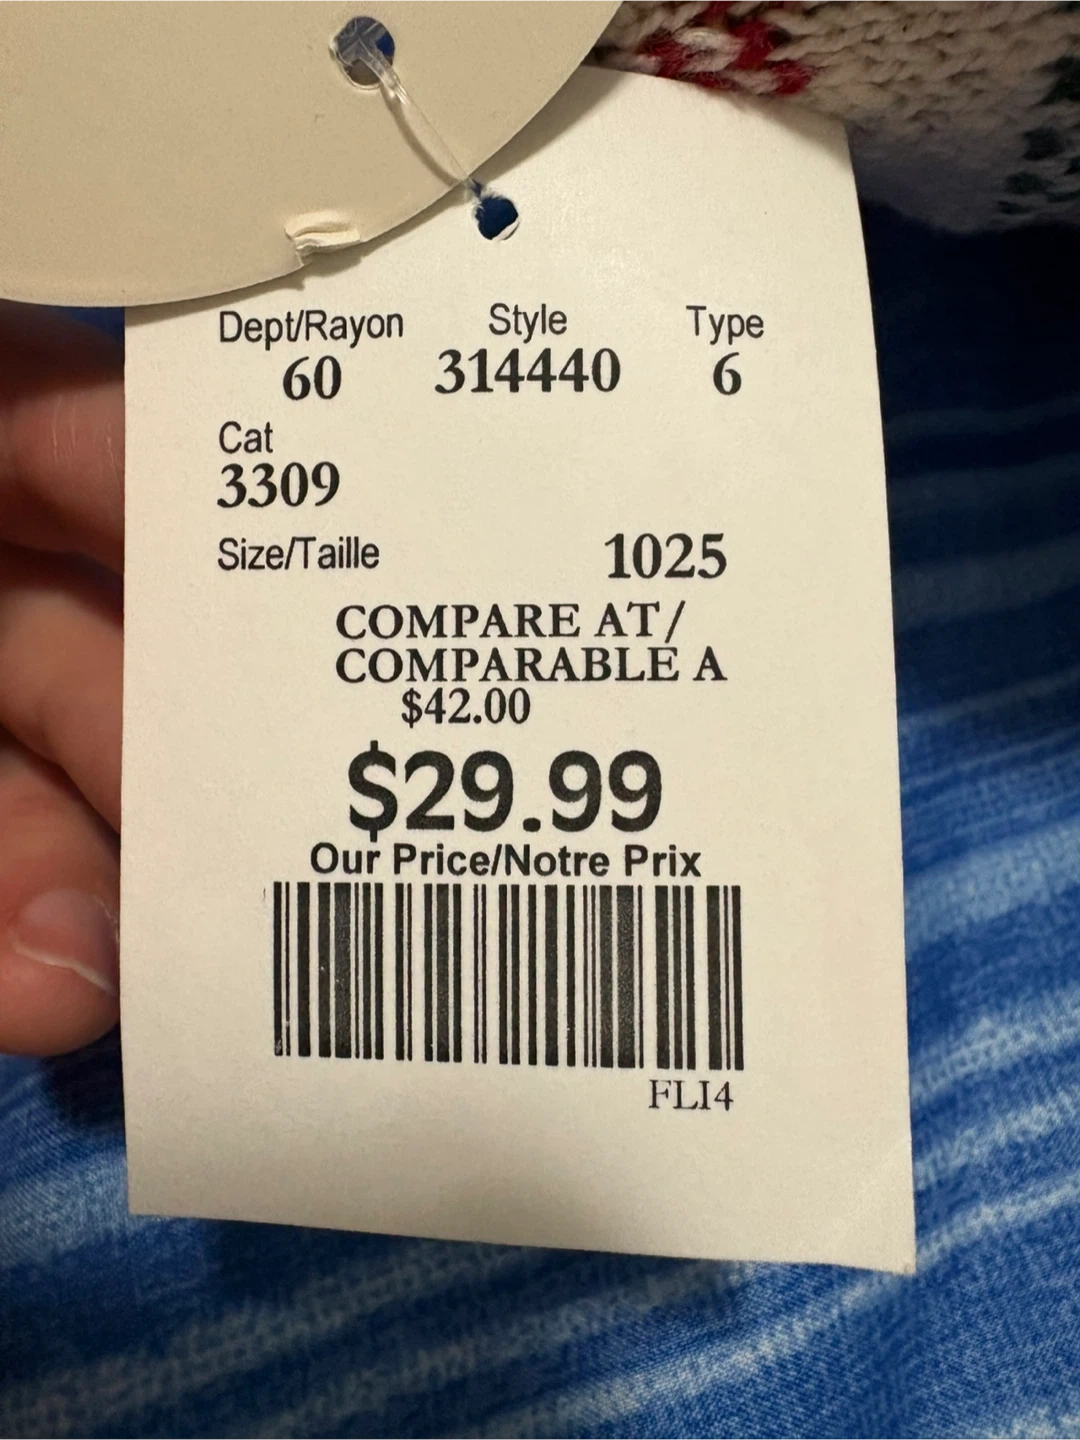 Dept/Rayon Style Type
60 314440 6
Cat
3309
Size/Taille 1025
COMPARE AT/
COMPARABLE A
$42.00
$29.99
Our Price/Notre Prix
FLI4